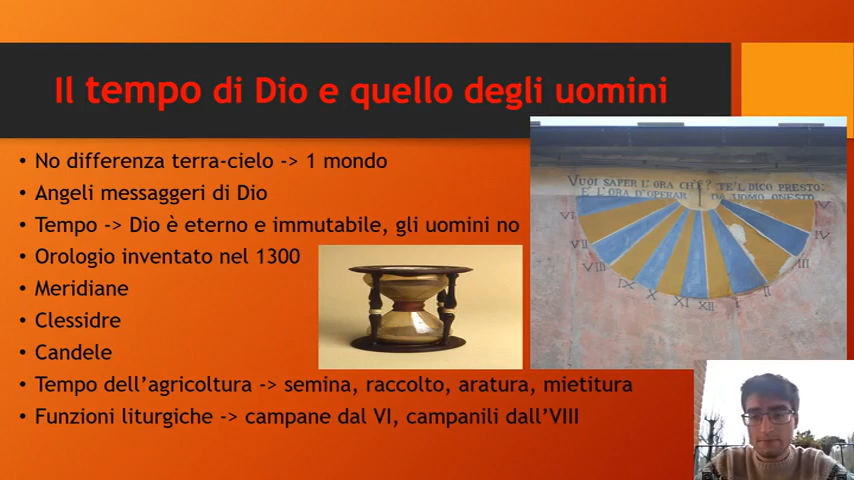 Il tempo di Dio e quello degli uomini
• No differenza terra-cielo -> 1 mondo
• Angeli messaggeri di Dio
• Tempo -> Dio è eterno e immutabile, gli uomini no
• Orologio inventato nel 1300
• Meridiane
• Clessidre
• Candele
• Tempo dell’agricoltura -> semina, raccolto, aratura, mietitura
• Funzioni liturgiche -> campane dal VI, campanili dall’VIII
VUOI SAPER L'ORA CH'È? TE'L DICO PRESTO:
È L'ORA D'OPERAR DA UOMO ONESTO
VI VII VIII IX X XI XII I II III IV V